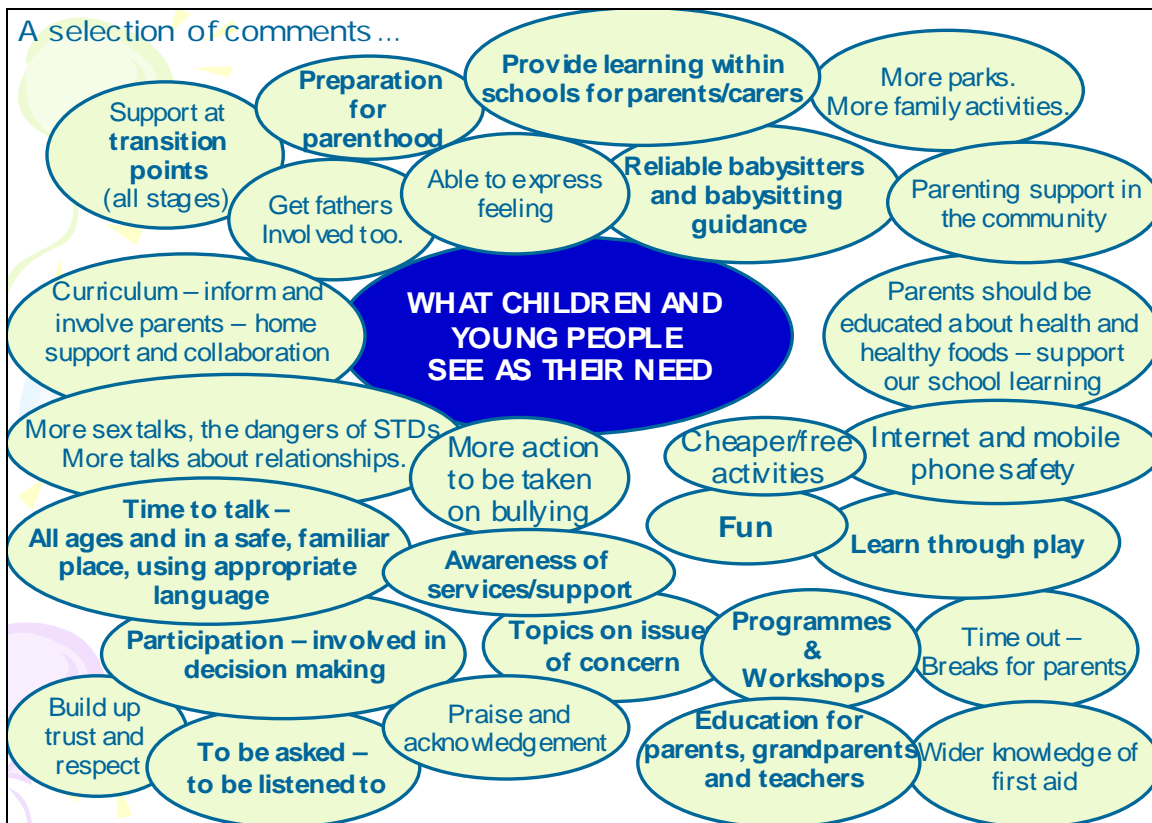 A selection of comments ...
Preparation
for
parenthood
Provide learning within
schools for parents/carers
More parks.
More family activities.
Support at
transition
points
(all stages)
Get fathers
Involved too.
Able to express
feeling
Reliable babysitters
and babysitting
guidance
Parenting support in
the community
Curriculum – inform and
involve parents – home
support and collaboration
WHAT CHILDREN AND
YOUNG PEOPLE
SEE AS THEIR NEED
Parents should be
educated about health and
healthy foods – support
our school learning
More sex talks, the dangers of STDs
More talks about relationships.
More action
to be taken
on bullying
Cheaper/free
activities
Internet and mobile
phone safety
Time to talk –
All ages and in a safe, familiar
place, using appropriate
language
Awareness of
services/support
Fun
Learn through play
Participation – involved in
decision making
Topics on issue
of concern
Programmes
&
Workshops
Time out –
Breaks for parents
Build up
trust and
respect
To be asked –
to be listened to
Praise and
acknowledgement
Education for
parents, grandparents
and teachers
Wider knowledge of
first aid